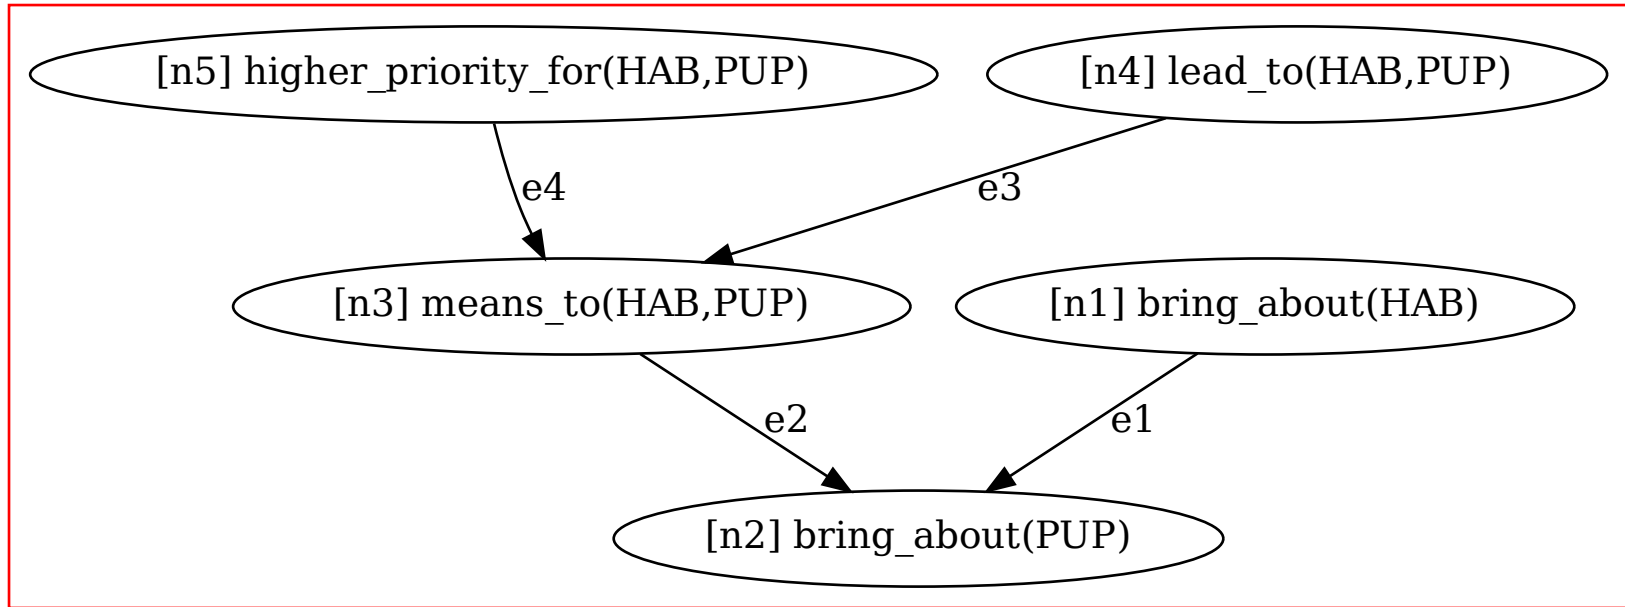 [n5] higher_priority_for(HAB,PUP)
[n4] lead_to(HAB,PUP)
e4
e3
[n3] means_to(HAB,PUP)
[n1] bring_about(HAB)
e2
e1
[n2] bring_about(PUP)